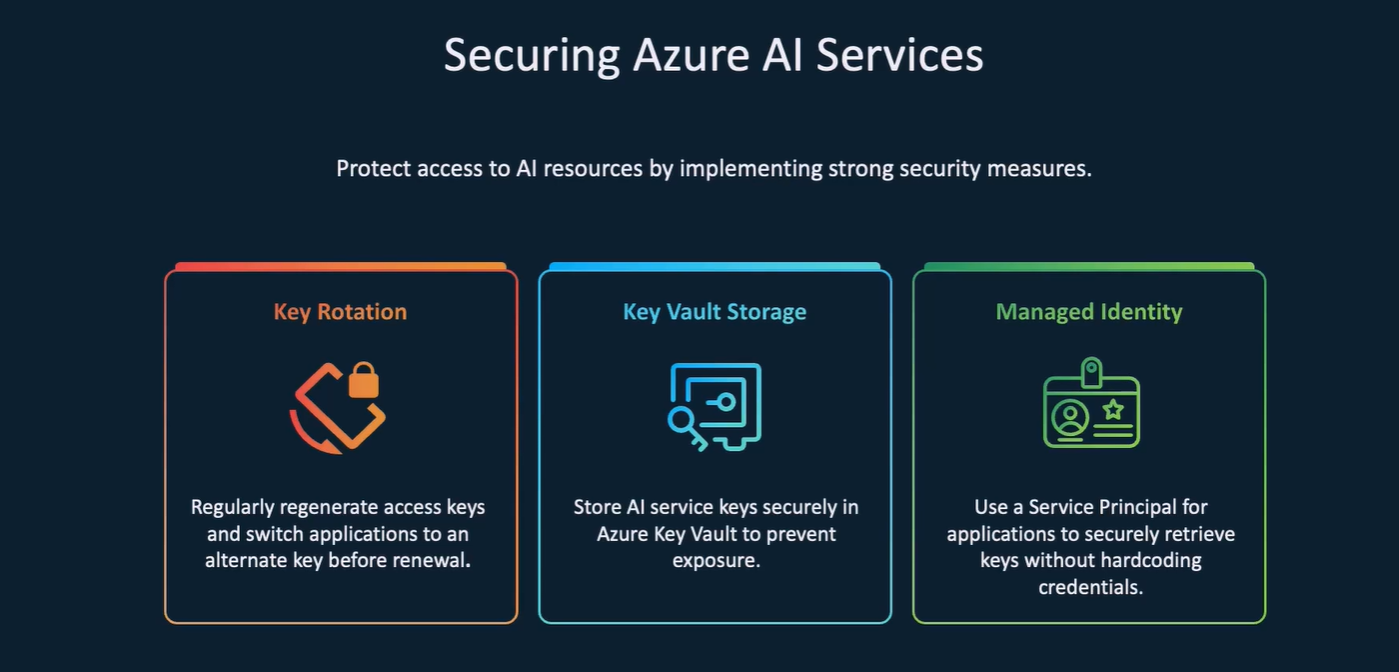 Securing Azure AI Services
Protect access to AI resources by implementing strong security measures.
Key Rotation
Regularly regenerate access keys
and switch applications to an
alternate key before renewal.
Key Vault Storage
Store AI service keys securely in
Azure Key Vault to prevent
exposure.
Managed Identity
Use a Service Principal for
applications to securely retrieve
keys without hardcoding
credentials.